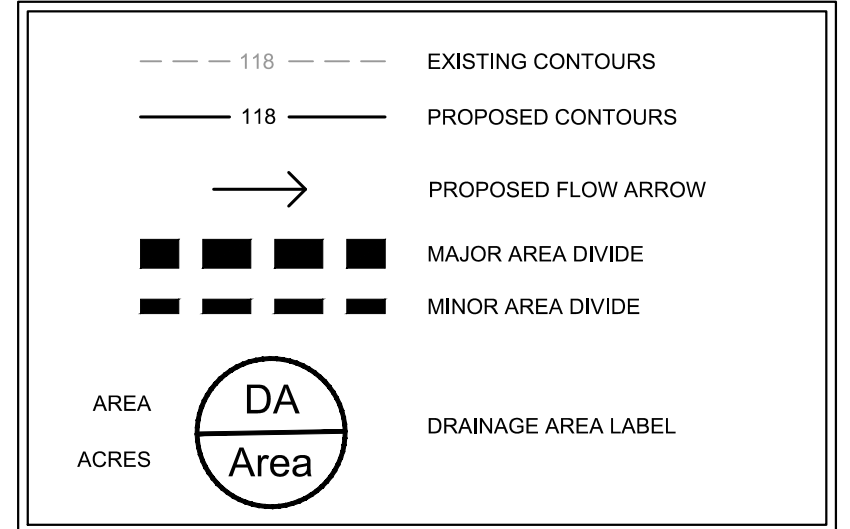 118 EXISTING CONTOURS
118 PROPOSED CONTOURS
PROPOSED FLOW ARROW
MAJOR AREA DIVIDE
MINOR AREA DIVIDE
AREA DA
DRAINAGE AREA LABEL
ACRES Area